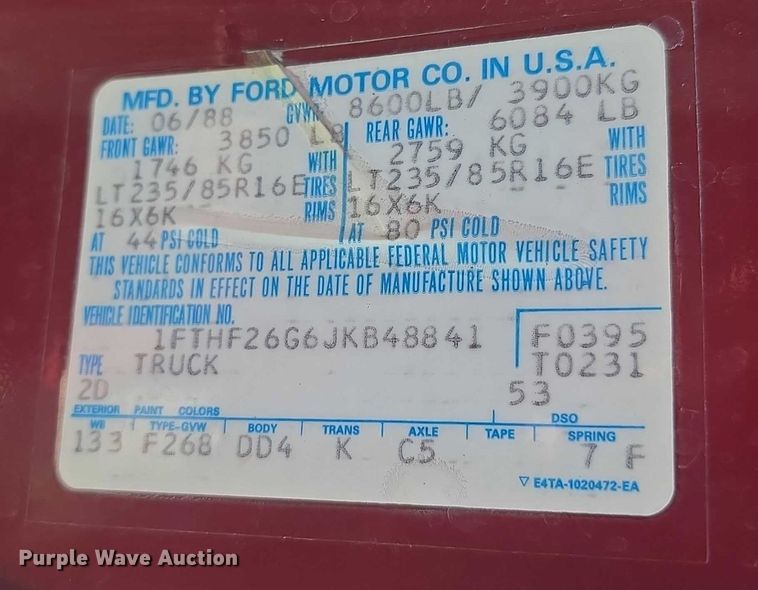 MFD. BY FORD MOTOR CO. IN U.S.A.
DATE: 06/88 GVWR 8600LB/ 3900KG
FRONT GAWR: 3850 LB REAR GAWR: 6084 LB
1746 KG WITH 2759 KG WITH
LT235/85R16E TIRES LT235/85R16E TIRES
16X6K RIMS 16X6K RIMS
AT 44 PSI COLD AT 80 PSI COLD
THIS VEHICLE CONFORMS TO ALL APPLICABLE FEDERAL MOTOR VEHICLE SAFETY
STANDARDS IN EFFECT ON THE DATE OF MANUFACTURE SHOWN ABOVE.
VEHICLE IDENTIFICATION NO.
1FTHF26G6JKB48841 F0395
TYPE TRUCK T0231
2D 53
EXTERIOR PAINT COLORS DSO
WB TYPE-GVW BODY TRANS AXLE TAPE SPRING
133 F268 DD4 K C5 7 F
▽ E4TA-1020472-EA
Purple Wave Auction